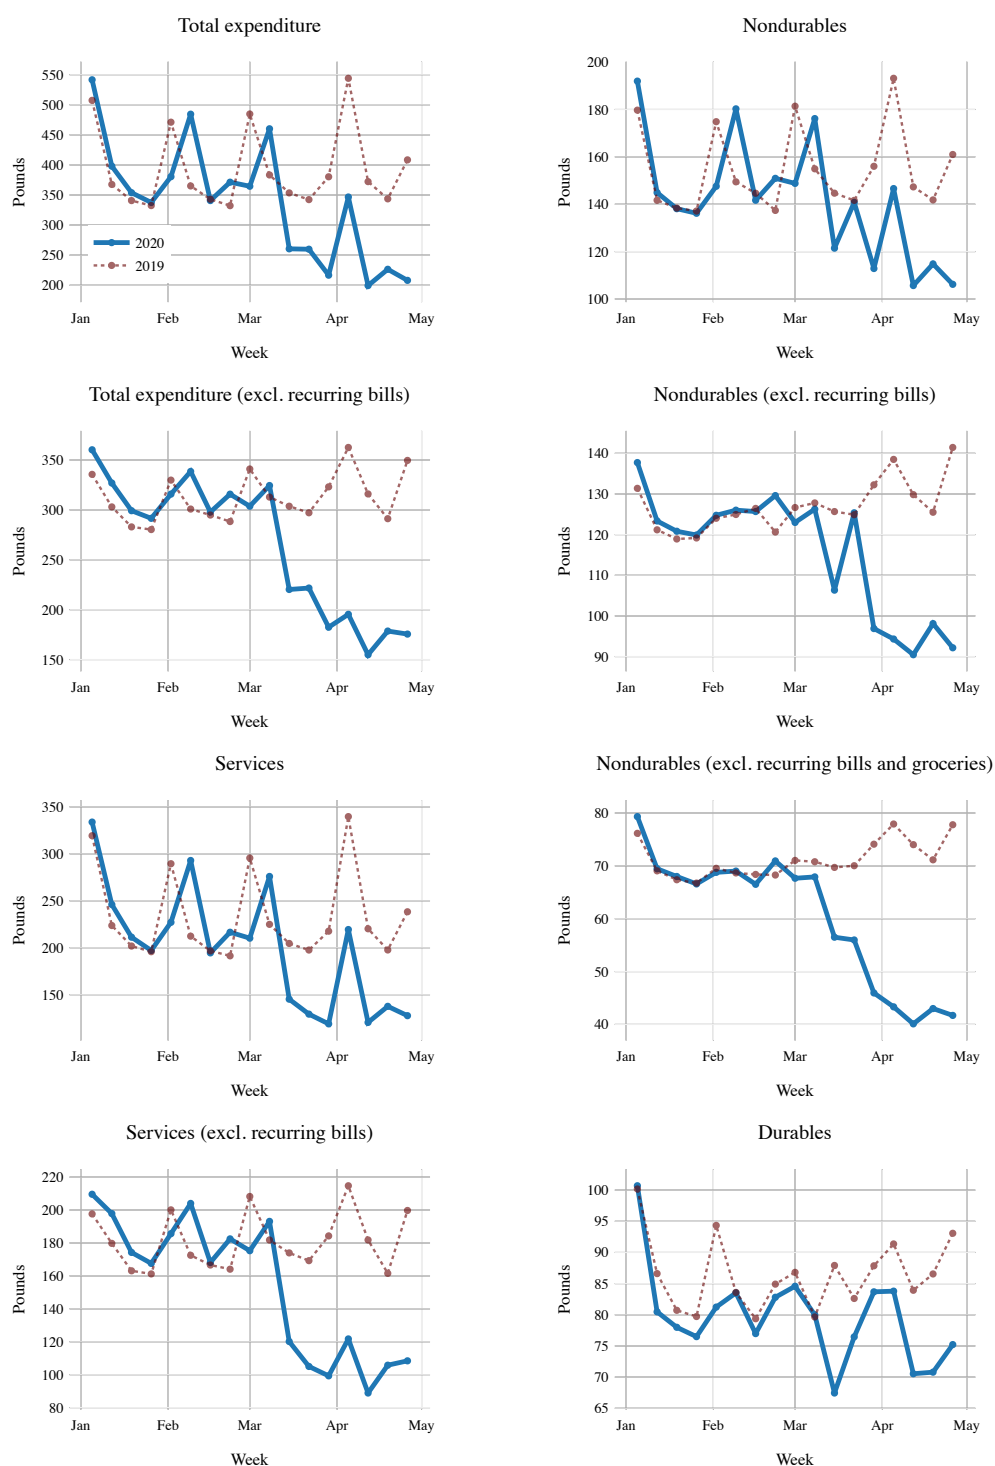 Total expenditure
550
500
450
400
350
300
250
200
Pounds
2020
2019
Jan Feb Mar Apr May
Week
Nondurables
200
180
160
140
120
100
Pounds
Jan Feb Mar Apr May
Week
Total expenditure (excl. recurring bills)
350
300
250
200
150
Pounds
Jan Feb Mar Apr May
Week
Nondurables (excl. recurring bills)
140
130
120
110
100
90
Pounds
Jan Feb Mar Apr May
Week
Services
350
300
250
200
150
Pounds
Jan Feb Mar Apr May
Week
Nondurables (excl. recurring bills and groceries)
80
70
60
50
40
Pounds
Jan Feb Mar Apr May
Week
Services (excl. recurring bills)
220
200
180
160
140
120
100
80
Pounds
Jan Feb Mar Apr May
Week
Durables
100
95
90
85
80
75
70
65
Pounds
Jan Feb Mar Apr May
Week